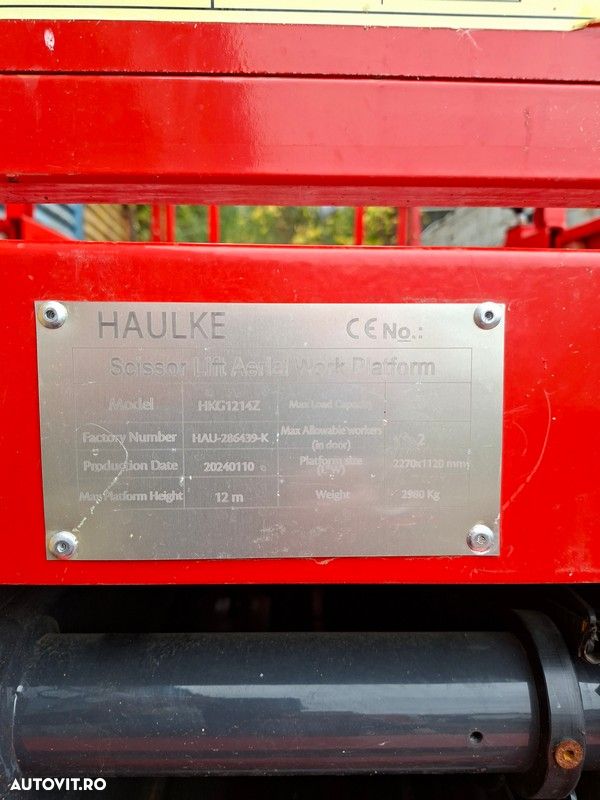 HAULKE CE No.:
Scissor Lift Aerial Work Platform
Model HKG1214Z Max Load Capacity
Factory Number HAU-286439-K Max Allowable workers (in door) 2
Production Date 20240110 Platform size (L/W) 2270x1120 mm
Max Platform Height 12 m Weight 2980 Kg
AUTOVIT.RO